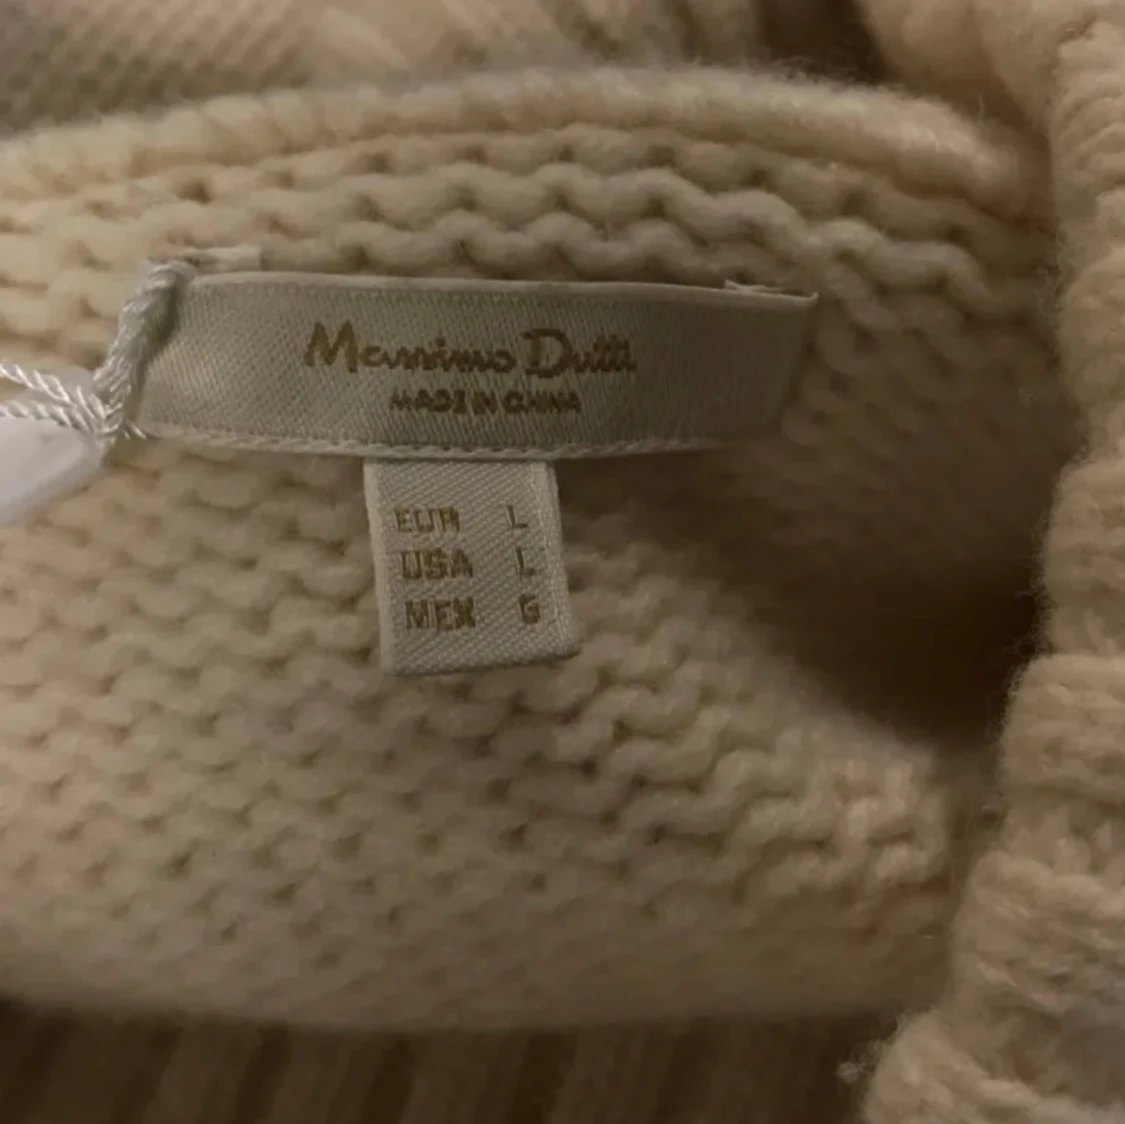 Massimo Dutti
MADE IN CHINA
EUR L
USA L
MEX G